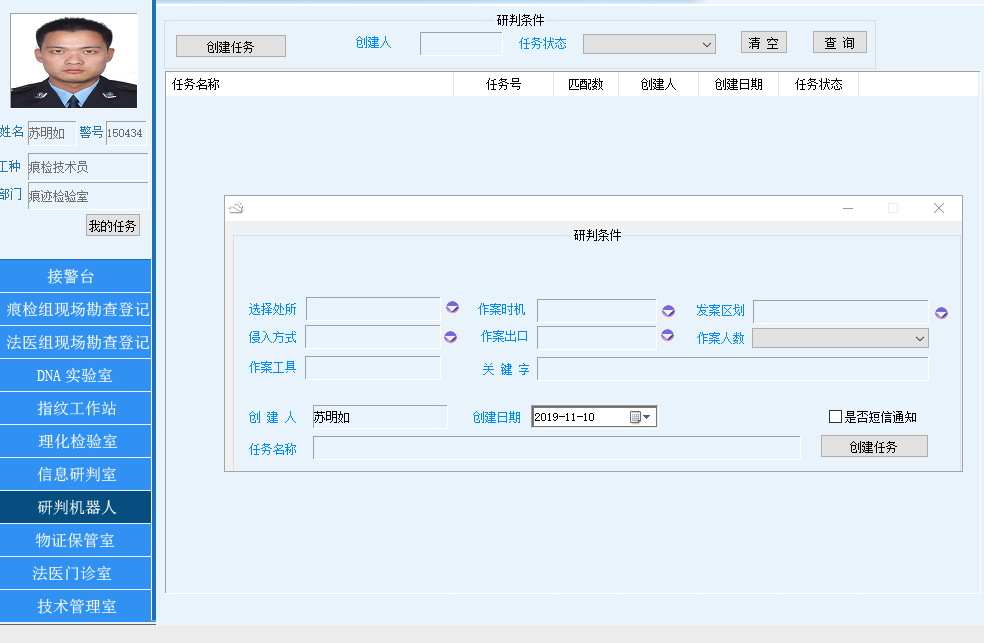 姓名 苏明如 警号 150434
工种 痕检技术员
部门 痕迹检验室
我的任务
接警台
痕检组现场勘查登记
法医组现场勘查登记
DNA 实验室
指纹工作站
理化检验室
信息研判室
研判机器人
物证保管室
法医门诊室
技术管理室
研判条件
创建任务 创建人 任务状态 清 空 查 询
任务名称 任务号 匹配数 创建人 创建日期 任务状态
研判条件
选择处所 作案时机 发案区划
侵入方式 作案出口 作案人数
作案工具 关 键 字
创 建 人 苏明如 创建日期 2019-11-10 是否短信通知
任务名称 创建任务